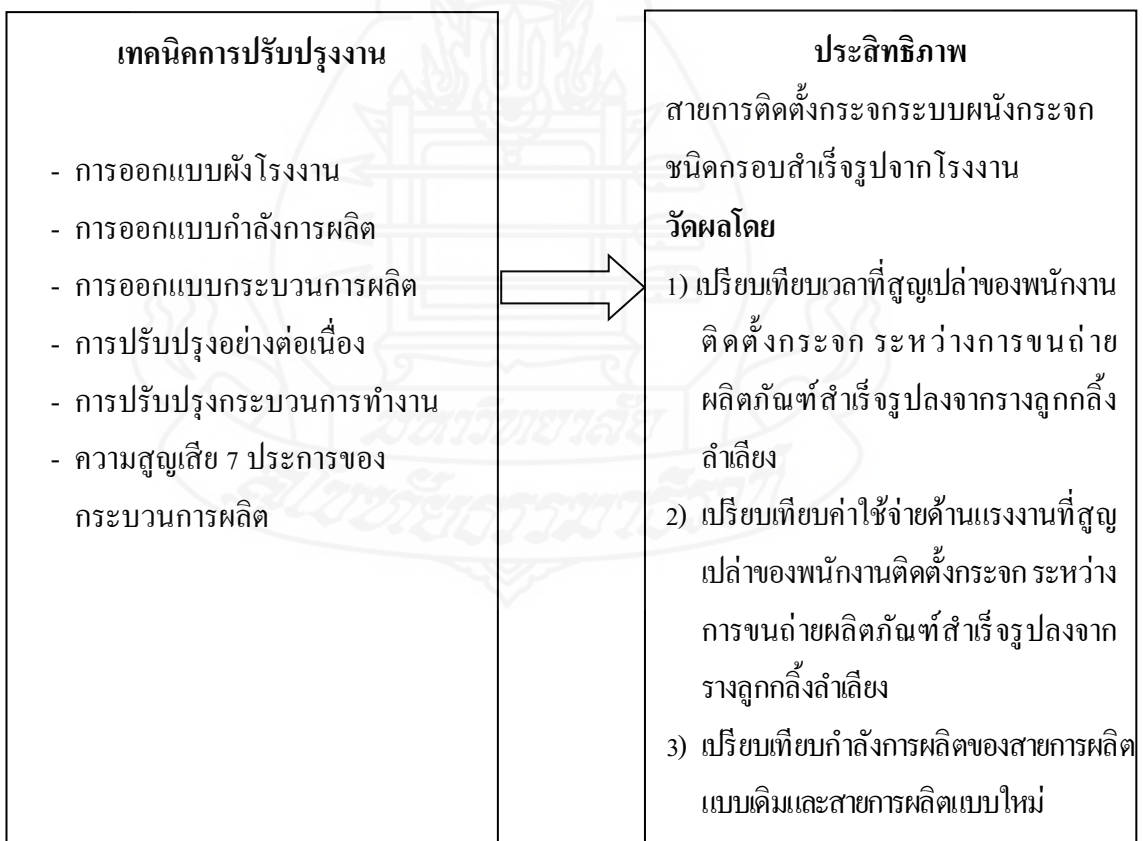 เทคนิคการปรับปรุงงาน
- การออกแบบผังโรงงาน
- การออกแบบกำลังการผลิต
- การออกแบบกระบวนการผลิต
- การปรับปรุงอย่างต่อเนื่อง
- การปรับปรุงกระบวนการทำงาน
- ความสูญเสีย 7 ประการของ
กระบวนการผลิต
ประสิทธิภาพ
สายการติดตั้งกระจกระบบผนังกระจก
ชนิดกรอบสำเร็จรูปจากโรงงาน
วัดผลโดย
1) เปรียบเทียบเวลาที่สูญเปล่าของพนักงาน
ติดตั้งกระจก ระหว่างการขนถ่าย
ผลิตภัณฑ์สำเร็จรูปลงจากรางลูกกลิ้ง
ลำเลียง
2) เปรียบเทียบค่าใช้จ่ายด้านแรงงานที่สูญ
เปล่าของพนักงานติดตั้งกระจก ระหว่าง
การขนถ่ายผลิตภัณฑ์สำเร็จรูปลงจาก
รางลูกกลิ้งลำเลียง
3) เปรียบเทียบกำลังการผลิตของสายการผลิต
แบบเดิมและสายการผลิตแบบใหม่
มหาวิทยาลัย
สุโขทัยธรรมาธิราช